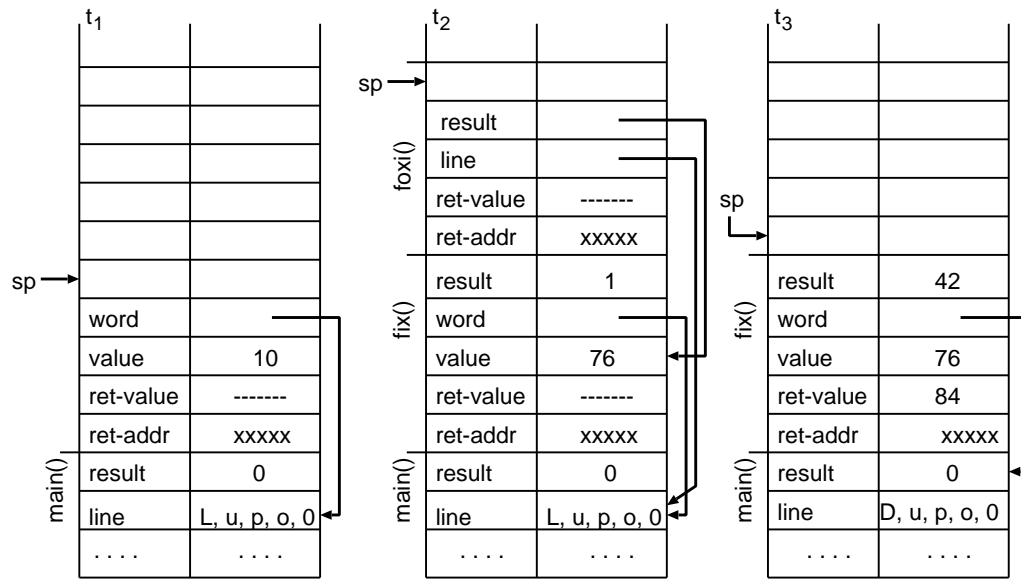 t1
sp
word
value 10
ret-value -------
ret-addr xxxxx
main()
result 0
line L, u, p, o, 0
. . . . . . . .
t2
sp
foxi()
result
line
ret-value -------
ret-addr xxxxx
fix()
result 1
word
value 76
ret-value -------
ret-addr xxxxx
main()
result 0
line L, u, p, o, 0
. . . . . . . .
t3
sp
fix()
result 42
word
value 76
ret-value 84
ret-addr xxxxx
main()
result 0
line D, u, p, o, 0
. . . . . . . .